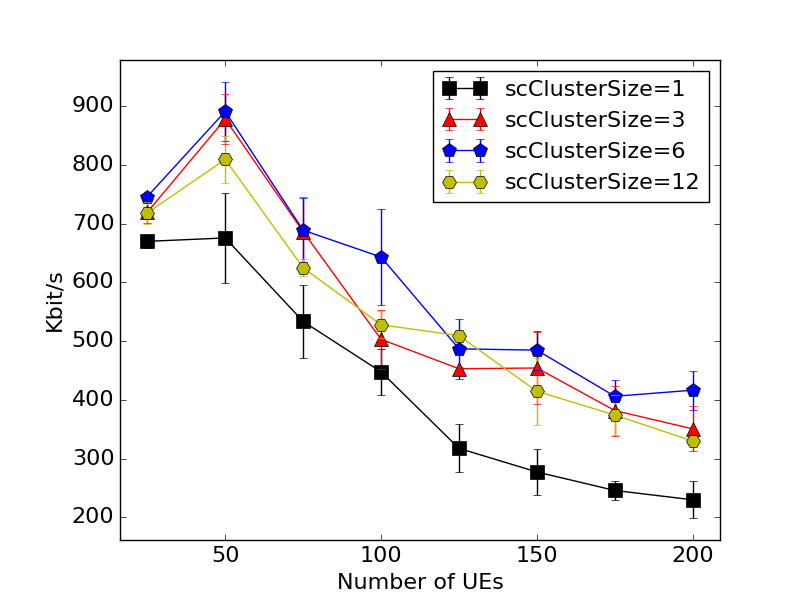 Kbit/s
900
800
700
600
500
400
300
200
scClusterSize=1
scClusterSize=3
scClusterSize=6
scClusterSize=12
50
100
150
200
Number of UEs